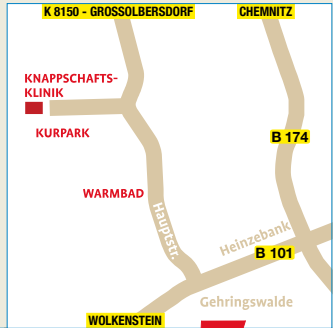 K 8150 - GROSSOLBERSDORF
CHEMNITZ
KNAPPSCHAFTS-
KLINIK
KURPARK
B 174
WARMBAD
Hauptstr.
Heinzebank
B 101
Gehringswalde
WOLKENSTEIN